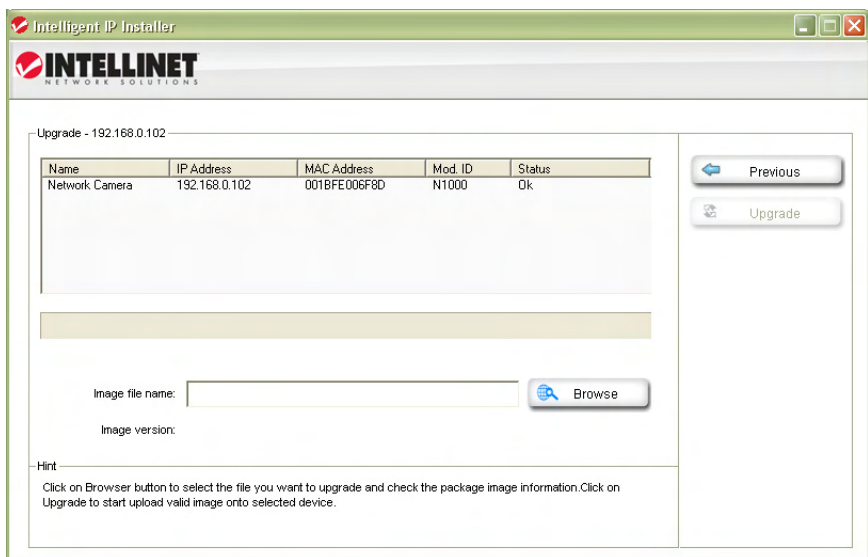 Intelligent IP Installer
INTELLINET
NETWORK SOLUTIONS
Upgrade - 192.168.0.102
Name IP Address MAC Address Mod. ID Status
Network Camera 192.168.0.102 001BFE006F8D N1000 Ok
Previous
Upgrade
Image file name:
Browse
Image version:
Hint
Click on Browser button to select the file you want to upgrade and check the package image information.Click on
Upgrade to start upload valid image onto selected device.